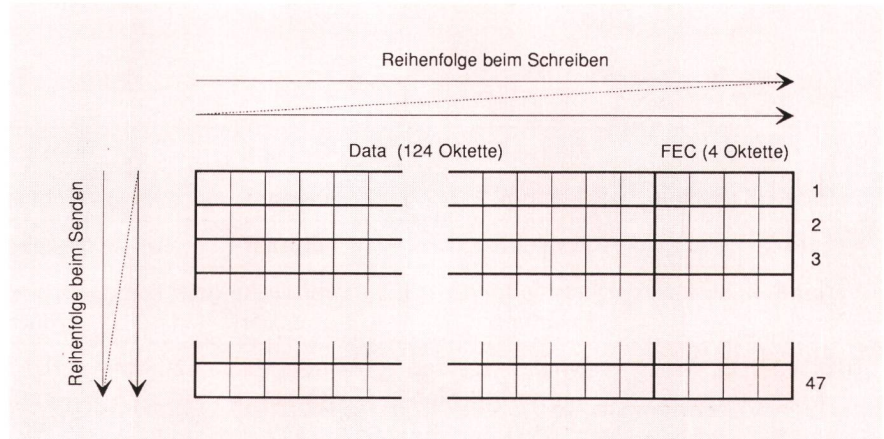 Reihenfolge beim Schreiben
Data (124 Oktette)
FEC (4 Oktette)
Reihenfolge beim Senden
1
2
3
47